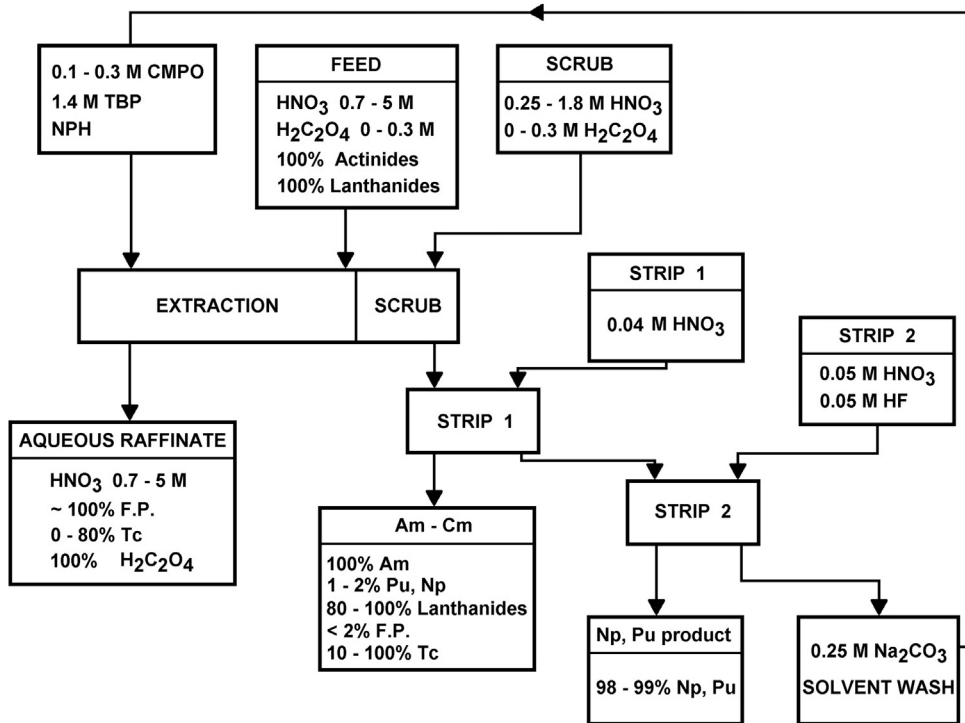 0.1 - 0.3 M CMPO
1.4 M TBP
NPH
FEED
HNO₃ 0.7 - 5 M
H₂C₂O₄ 0 - 0.3 M
100% Actinides
100% Lanthanides
SCRUB
0.25 - 1.8 M HNO₃
0 - 0.3 M H₂C₂O₄
EXTRACTION
SCRUB
STRIP 1
0.04 M HNO₃
STRIP 2
0.05 M HNO₃
0.05 M HF
STRIP 1
AQUEOUS RAFFINATE
HNO₃ 0.7 - 5 M
~ 100% F.P.
0 - 80% Tc
100% H₂C₂O₄
STRIP 2
Am - Cm
100% Am
1 - 2% Pu, Np
80 - 100% Lanthanides
< 2% F.P.
10 - 100% Tc
Np, Pu product
98 - 99% Np, Pu
0.25 M Na₂CO₃
SOLVENT WASH